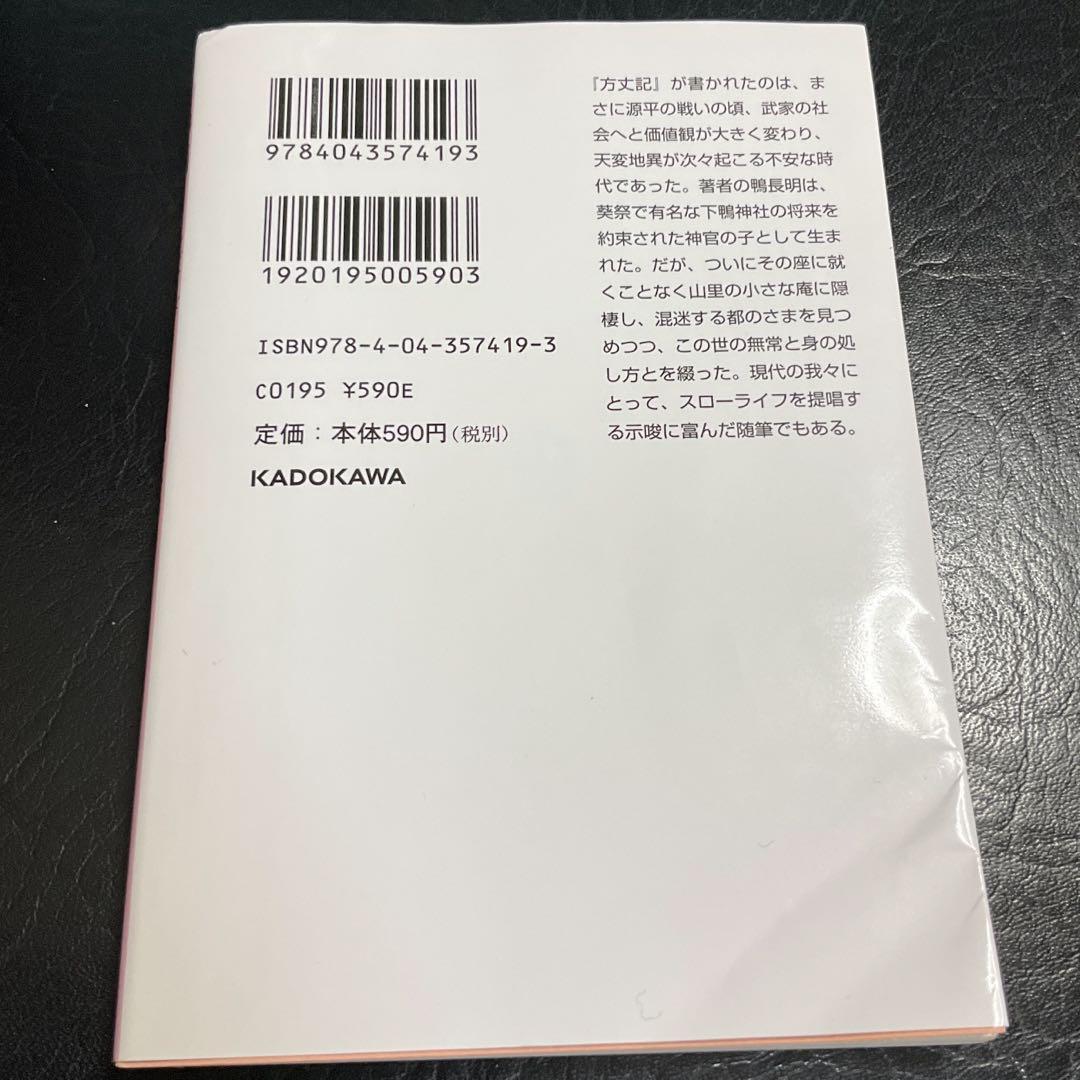 9784043574193
1920195005903
ISBN978-4-04-357419-3
C0195 ¥590E
定価：本体590円（税別）
KADOKAWA
『方丈記』が書かれたのは、ま
さに源平の戦いの頃、武家の社
会へと価値観が大きく変わり、
天変地異が次々起こる不安な時
代であった。著者の鴨長明は、
葵祭で有名な下鴨神社の将来を
約束された神官の子として生ま
れた。だが、ついにその座に就
くことなく山里の小さな庵に隠
棲し、混迷する都のさまを見つ
めつつ、この世の無常と身の処
し方とを綴った。現代の我々に
とって、スローライフを提唱す
る示唆に富んだ随筆でもある。